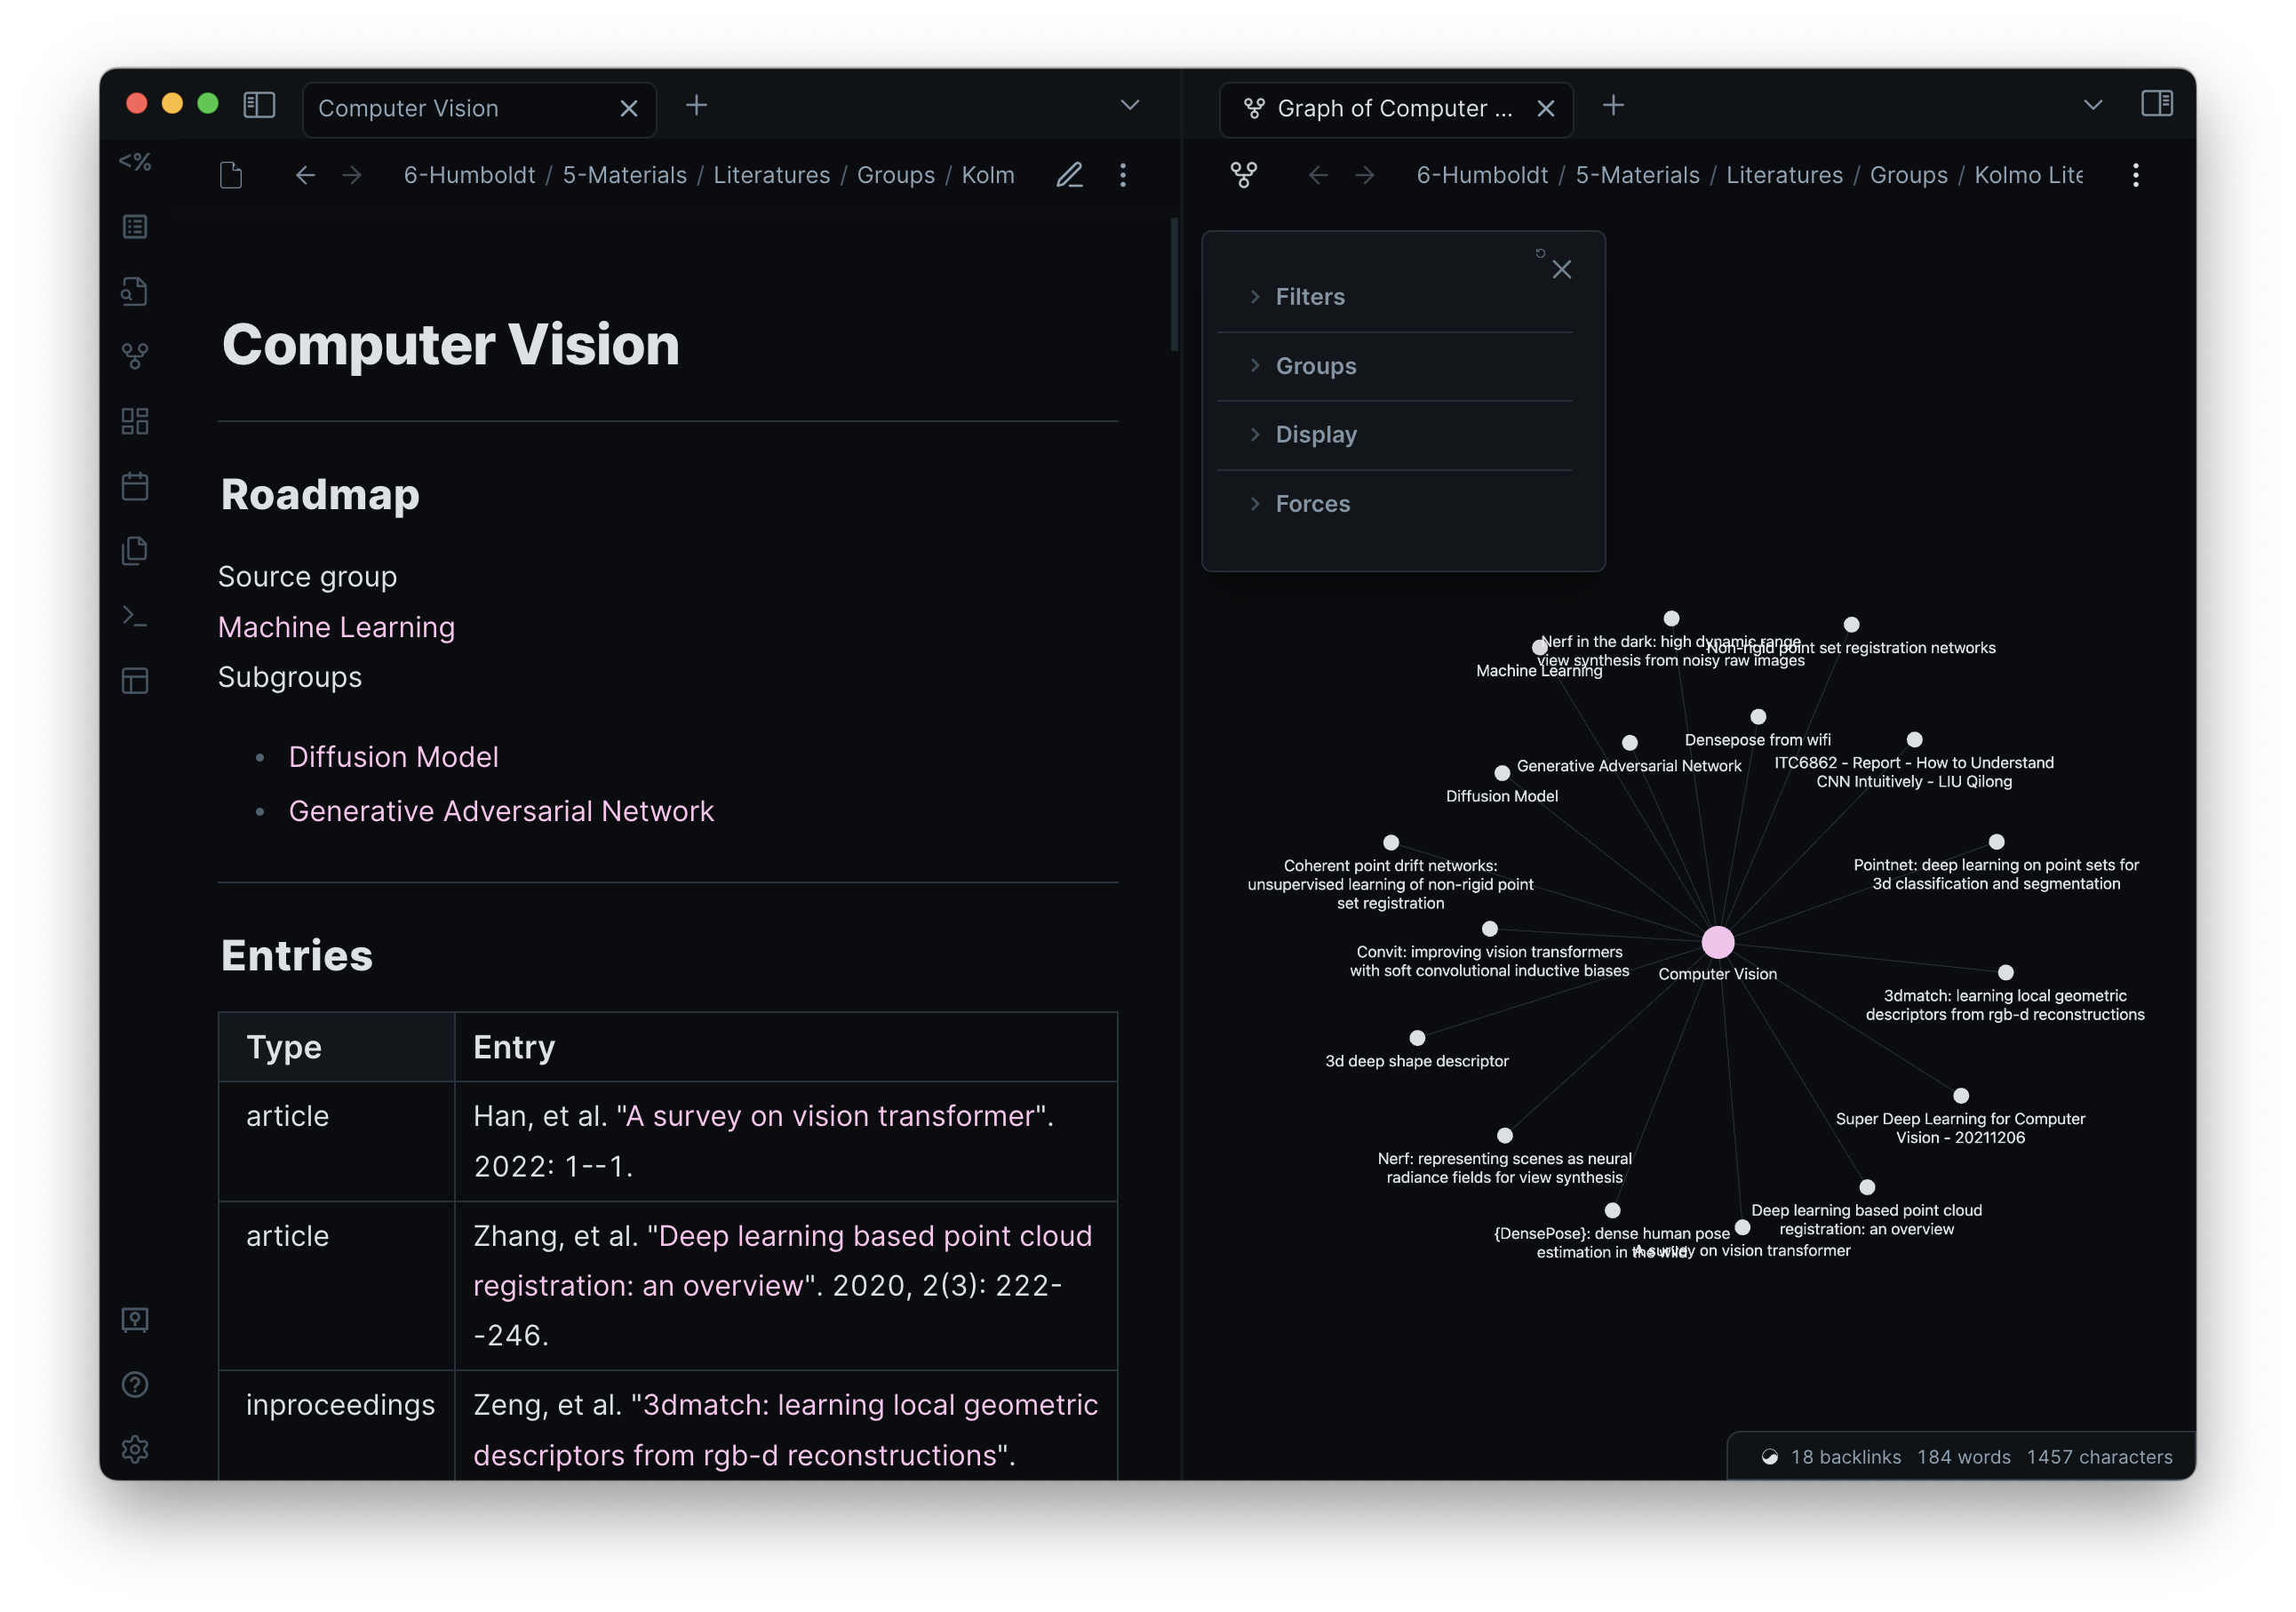 Computer Vision
Graph of Computer ...
<%
6-Humboldt / 5-Materials / Literatures / Groups / Kolm
6-Humboldt / 5-Materials / Literatures / Groups / Kolmo Lite
Computer Vision
Roadmap
Source group
Machine Learning
Subgroups
Diffusion Model
Generative Adversarial Network
Entries
Type Entry
article Han, et al. "A survey on vision transformer".
2022: 1--1.
article Zhang, et al. "Deep learning based point cloud
registration: an overview". 2020, 2(3): 222-
-246.
inproceedings Zeng, et al. "3dmatch: learning local geometric
descriptors from rgb-d reconstructions".
Filters
Groups
Display
Forces
Nerf in the dark: high dynamic range
view synthesis from noisy raw images
Non-rigid point set registration networks
Machine Learning
Densepose from wifi
Generative Adversarial Network
ITC6862 - Report - How to Understand
CNN Intuitively - LIU Qilong
Diffusion Model
Coherent point drift networks:
unsupervised learning of non-rigid point
set registration
Pointnet: deep learning on point sets for
3d classification and segmentation
Convit: improving vision transformers
with soft convolutional inductive biases
Computer Vision
3dmatch: learning local geometric
descriptors from rgb-d reconstructions
3d deep shape descriptor
Super Deep Learning for Computer
Vision - 20211206
Nerf: representing scenes as neural
radiance fields for view synthesis
Deep learning based point cloud
registration: an overview
{DensePose}: dense human pose
estimation in the wild
A survey on vision transformer
18 backlinks 184 words 1457 characters